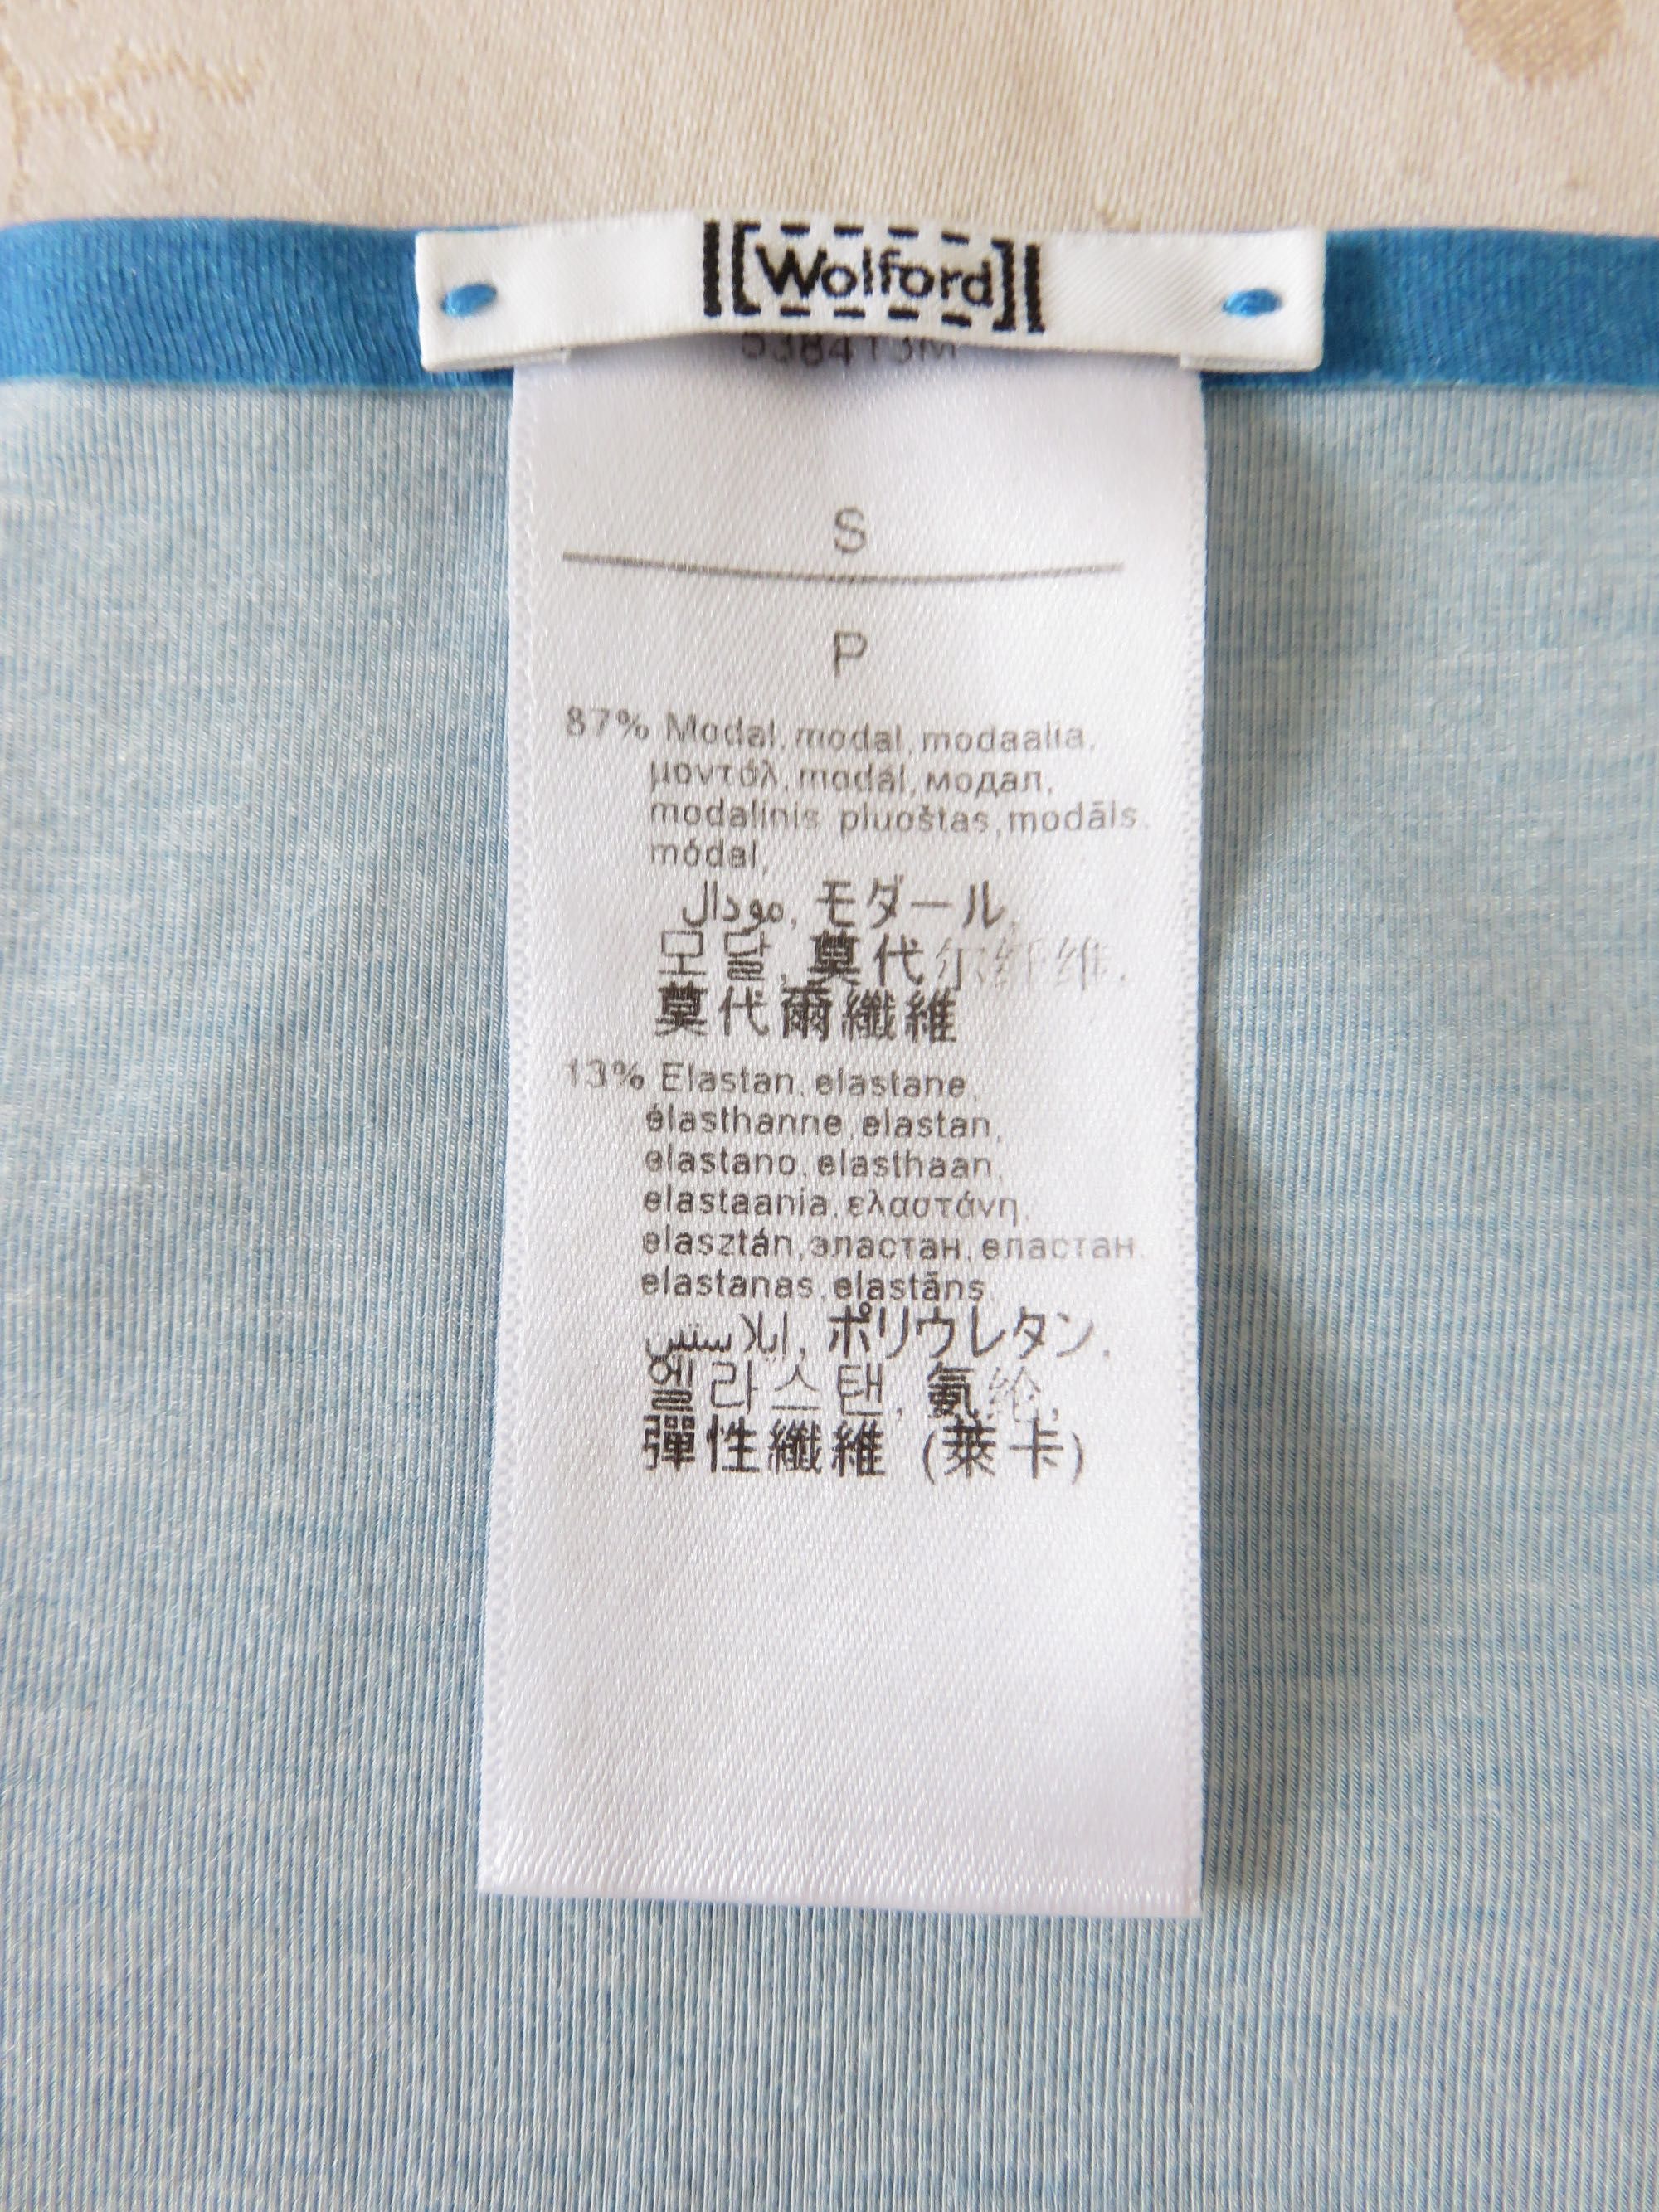 Wolford
538413M
S
P
87% Modal, modal, modaalia,
μοντάλ, modál, модал,
modalinis pluoštas, modāls,
módal,
مودال, モダール,
모달, 莫代尔纤维,
莫代爾纖維
13% Elastan, elastane,
élasthanne, elastan,
elastano, elasthaan,
elastaania, ελαστάνη,
elasztán, эластан, еластан
elastanas, elastāns
ايلاستس, ポリウレタン,
엘라스탠, 氨纶,
彈性纖維 (萊卡)